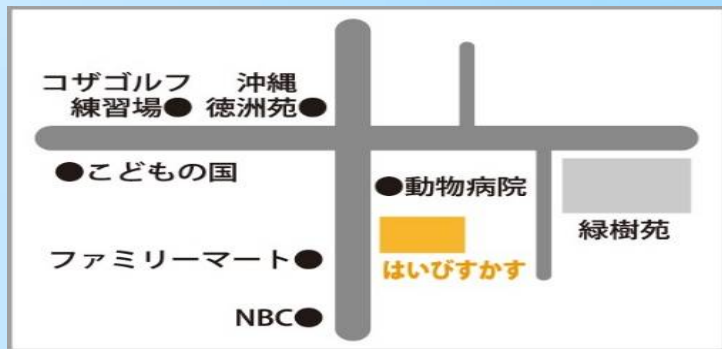 コザゴルフ
練習場
沖縄
徳洲苑
こどもの国
動物病院
緑樹苑
ファミリーマート
はいびすかす
NBC